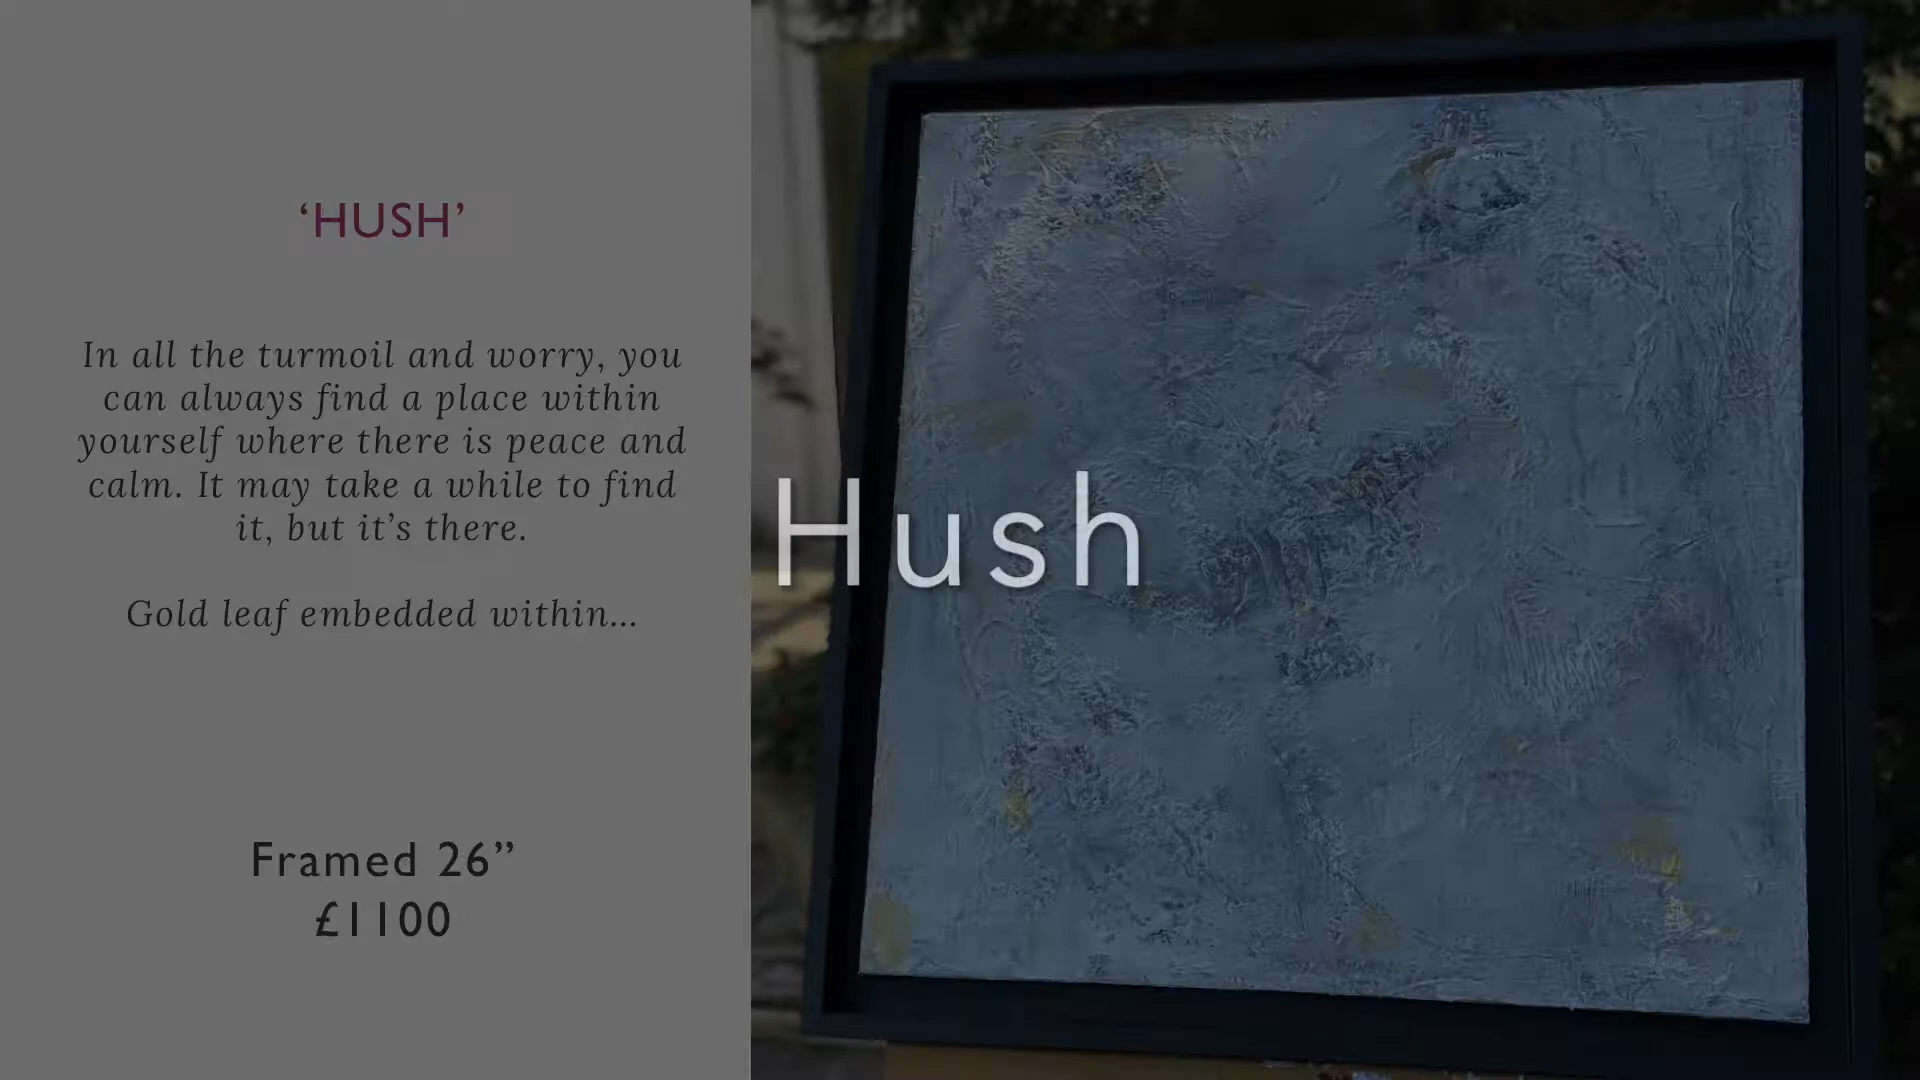 ‘HUSH’
In all the turmoil and worry, you
can always find a place within
yourself where there is peace and
calm. It may take a while to find
it, but it’s there.
Gold leaf embedded within...
Framed 26”
£1100
Hush